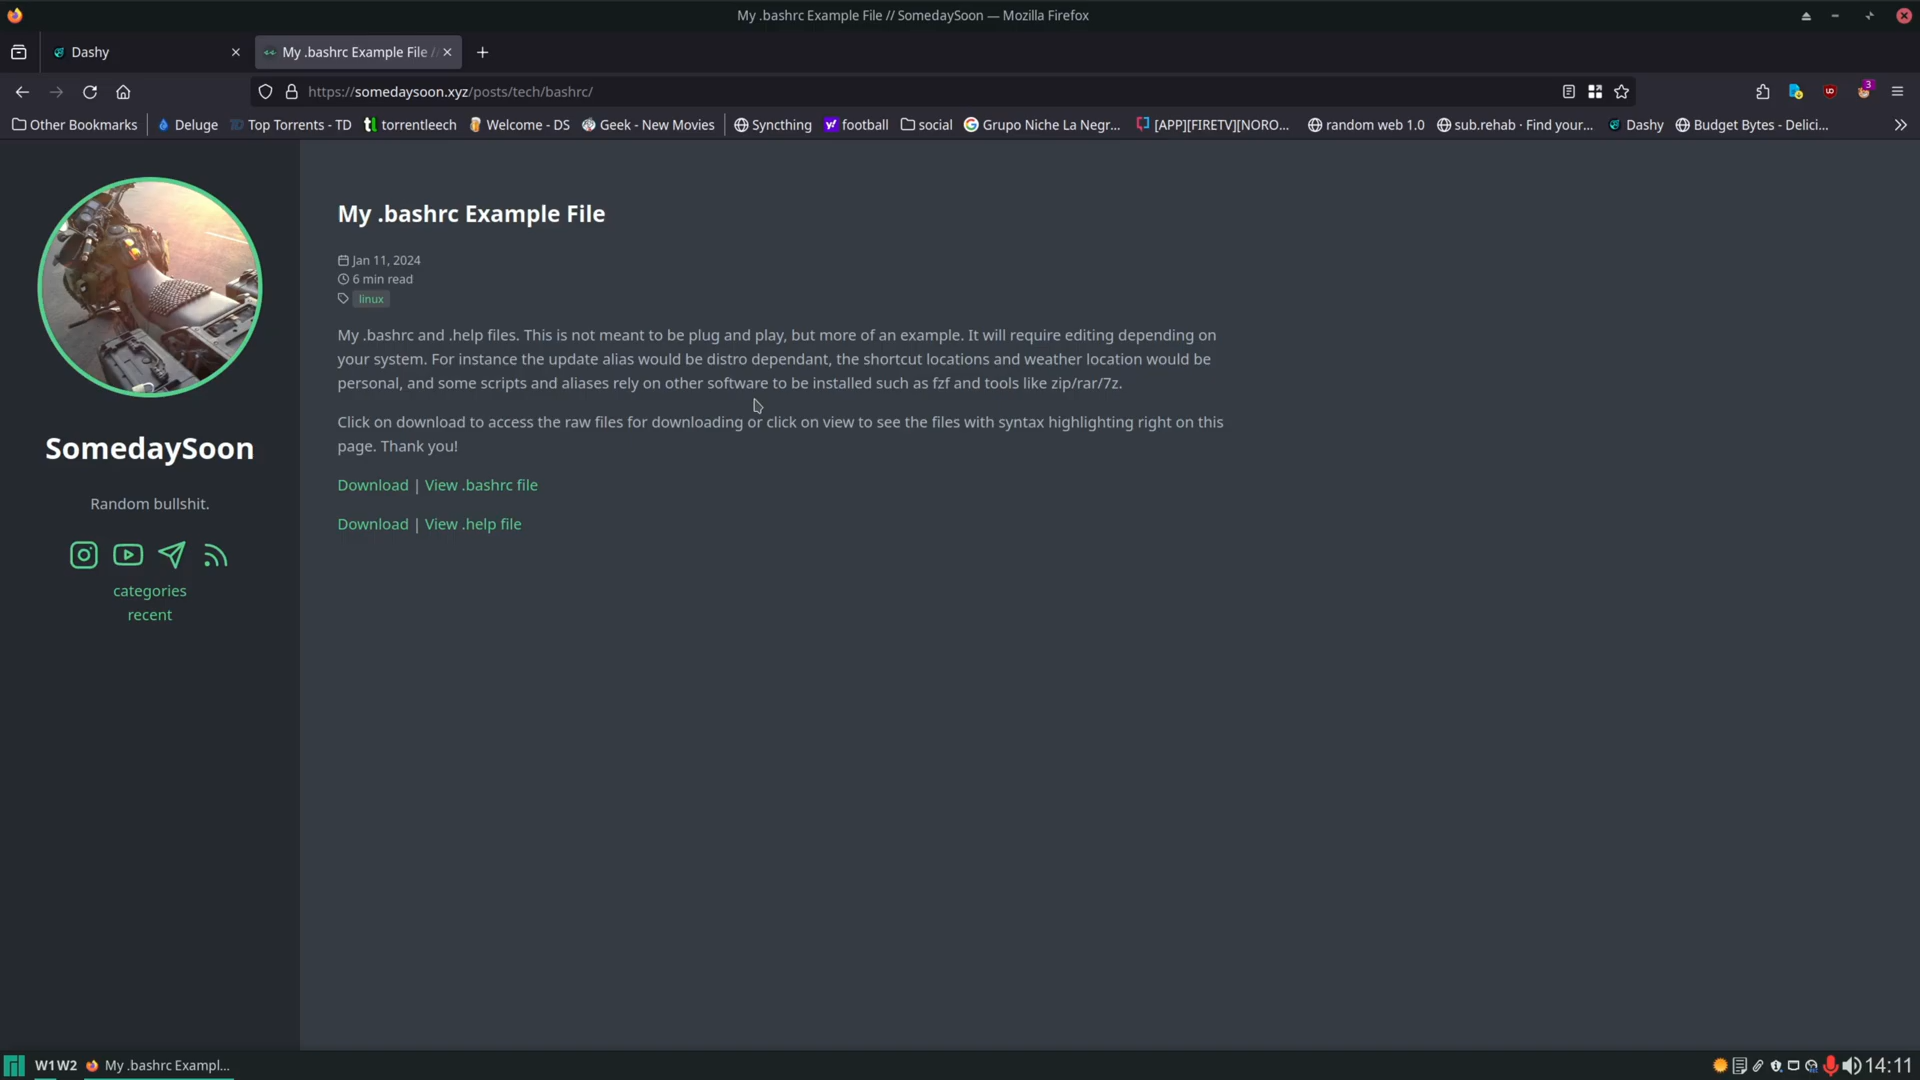 My .bashrc Example File // SomedaySoon — Mozilla Firefox
Dashy
My .bashrc Example File //
https://somedaysoon.xyz/posts/tech/bashrc/
3
Other Bookmarks
Deluge
Top Torrents - TD
torrentleech
Welcome - DS
Geek - New Movies
Syncthing
football
social
Grupo Niche La Negr...
[APP][FIRETV][NORO...
random web 1.0
sub.rehab · Find your...
Dashy
Budget Bytes - Delici...
SomedaySoon
Random bullshit.
categories
recent
My .bashrc Example File
Jan 11, 2024
6 min read
linux
My .bashrc and .help files. This is not meant to be plug and play, but more of an example. It will require editing depending on
your system. For instance the update alias would be distro dependant, the shortcut locations and weather location would be
personal, and some scripts and aliases rely on other software to be installed such as fzf and tools like zip/rar/7z.
Click on download to access the raw files for downloading or click on view to see the files with syntax highlighting right on this
page. Thank you!
Download | View .bashrc file
Download | View .help file
W1 W2
My .bashrc Exampl...
14:11